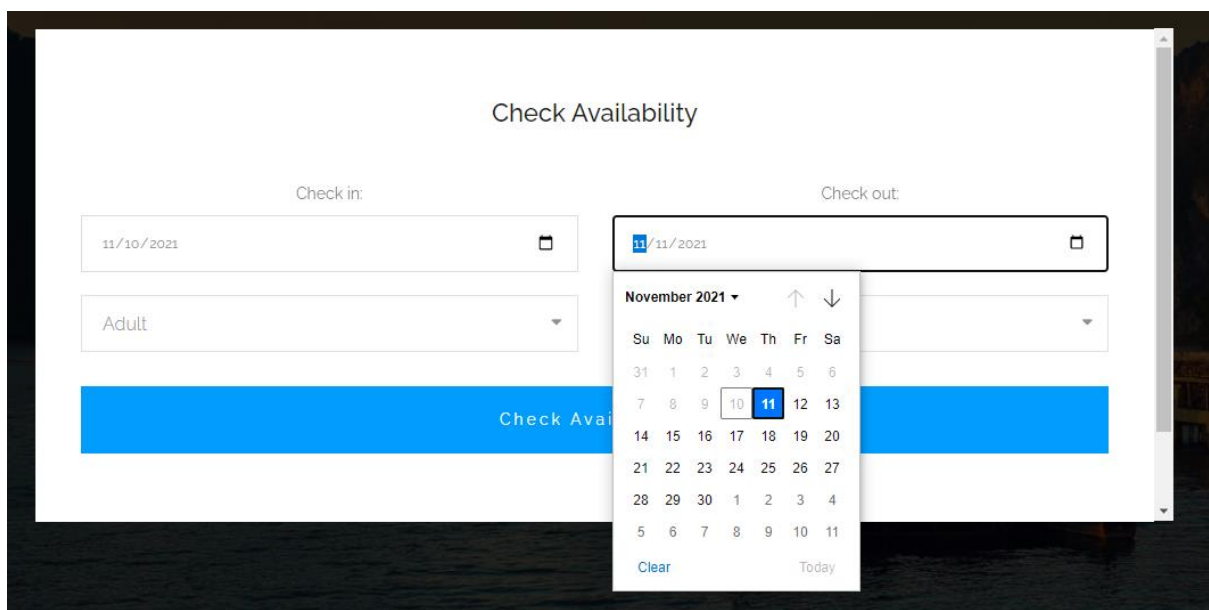 Check Availability
Check in:
Check out:
11/10/2021
11/11/2021
Adult
November 2021
Su Mo Tu We Th Fr Sa
31 1 2 3 4 5 6
7 8 9 10 11 12 13
14 15 16 17 18 19 20
21 22 23 24 25 26 27
28 29 30 1 2 3 4
5 6 7 8 9 10 11
Clear Today
Check Avai